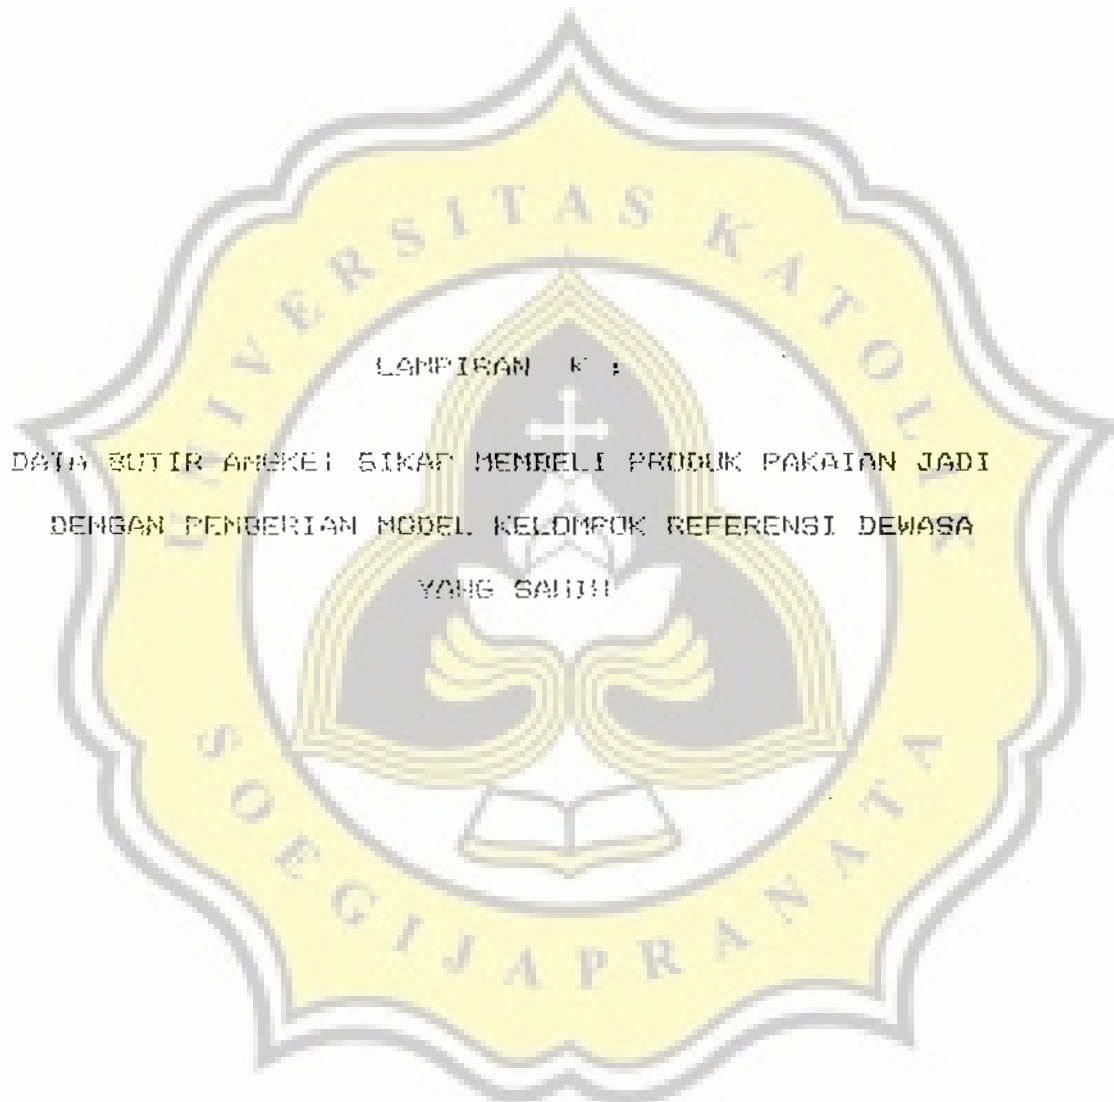 UNIVERSITAS KATOLIK
LAMPIRAN K :
DATA BUTIR ANGKET SIKAP MEMBELI PRODUK PAKAIAN JADI
DENGAN PEMBERIAN MODEL KELOMPOK REFERENSI DEWASA
YANG SAHIH
SOEGIJAPRANATA